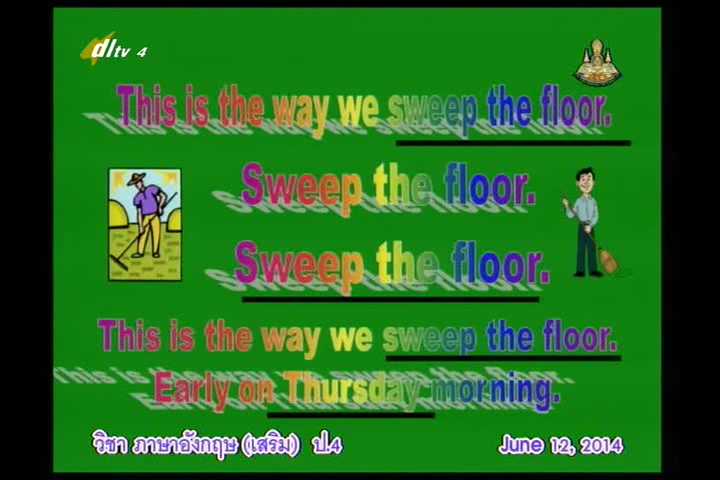 dltv 4
This is the way we sweep the floor.
Sweep the floor.
Sweep the floor.
This is the way we sweep the floor.
Early on Thursday morning.
วิชา ภาษาอังกฤษ (เสริม) ป.4
June 12, 2014